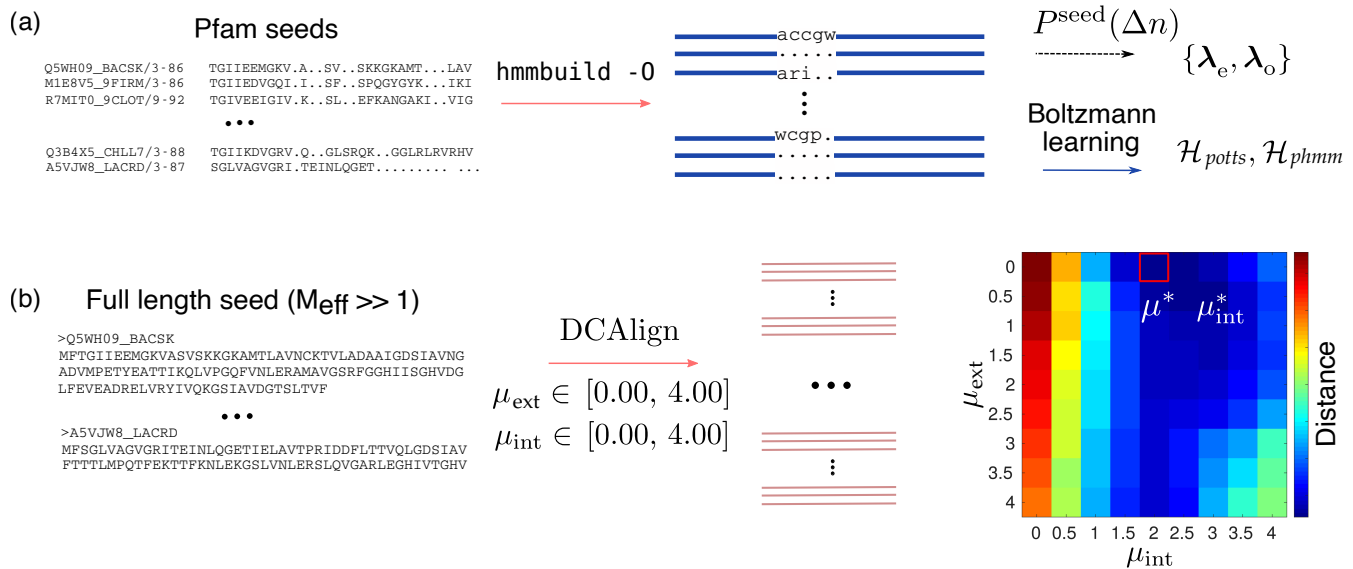 (a)
Pfam seeds
Q5WH09_BACSK/3-86 TGIIEEMGKV.A..SV..SKKGKAMT...LAV
M1E8V5_9FIRM/3-86 TGIIEDVGQI.I..SF..SPQGYGYK...IKI
R7MIT0_9CLOT/9-92 TGIVEEIGIV.K..SL..EFKANGAKI..VIG
•••
Q3B4X5_CHLL7/3-88 TGIIKDVGRV.Q..GLSRQK..GGLRLRVRHV
A5VJW8_LACRD/3-87 SGLVAGVGRI.TEINLQGET......... ...
hmmbuild -O
accgw
.....
ari..
wcgp.
.....
.....
P^seed(Δn)
{λ_e, λ_o}
Boltzmann
learning
ℋ_potts, ℋ_phmm
(b)
Full length seed (M_eff >> 1)
>Q5WH09_BACSK
MFTGIIEEMGKVASVSKKGKAMTLAVNCKTVLADAAIGDSIAVNG
ADVMPETYEATTIKQLVPGQFVNLERAMAVGSRFGGHIISGHVDG
LFEVEADRELVRYIVQKGSIAVDGTSLTVF
•••
>A5VJW8_LACRD
MFSGLVAGVGRITEINLQGETIELAVTPRIDDFLTTVQLGDSIAV
FTTTLMPQTFEKTTFKNLEKGSLVNLERSLQVGARLEGHIVTGHV
DCAlign
μ_ext ∈ [0.00, 4.00]
μ_int ∈ [0.00, 4.00]
•••
0
0.5
1
1.5
2
2.5
3
3.5
4
μ_ext
μ*
μ*_int
0 0.5 1 1.5 2 2.5 3 3.5 4
μ_int
Distance